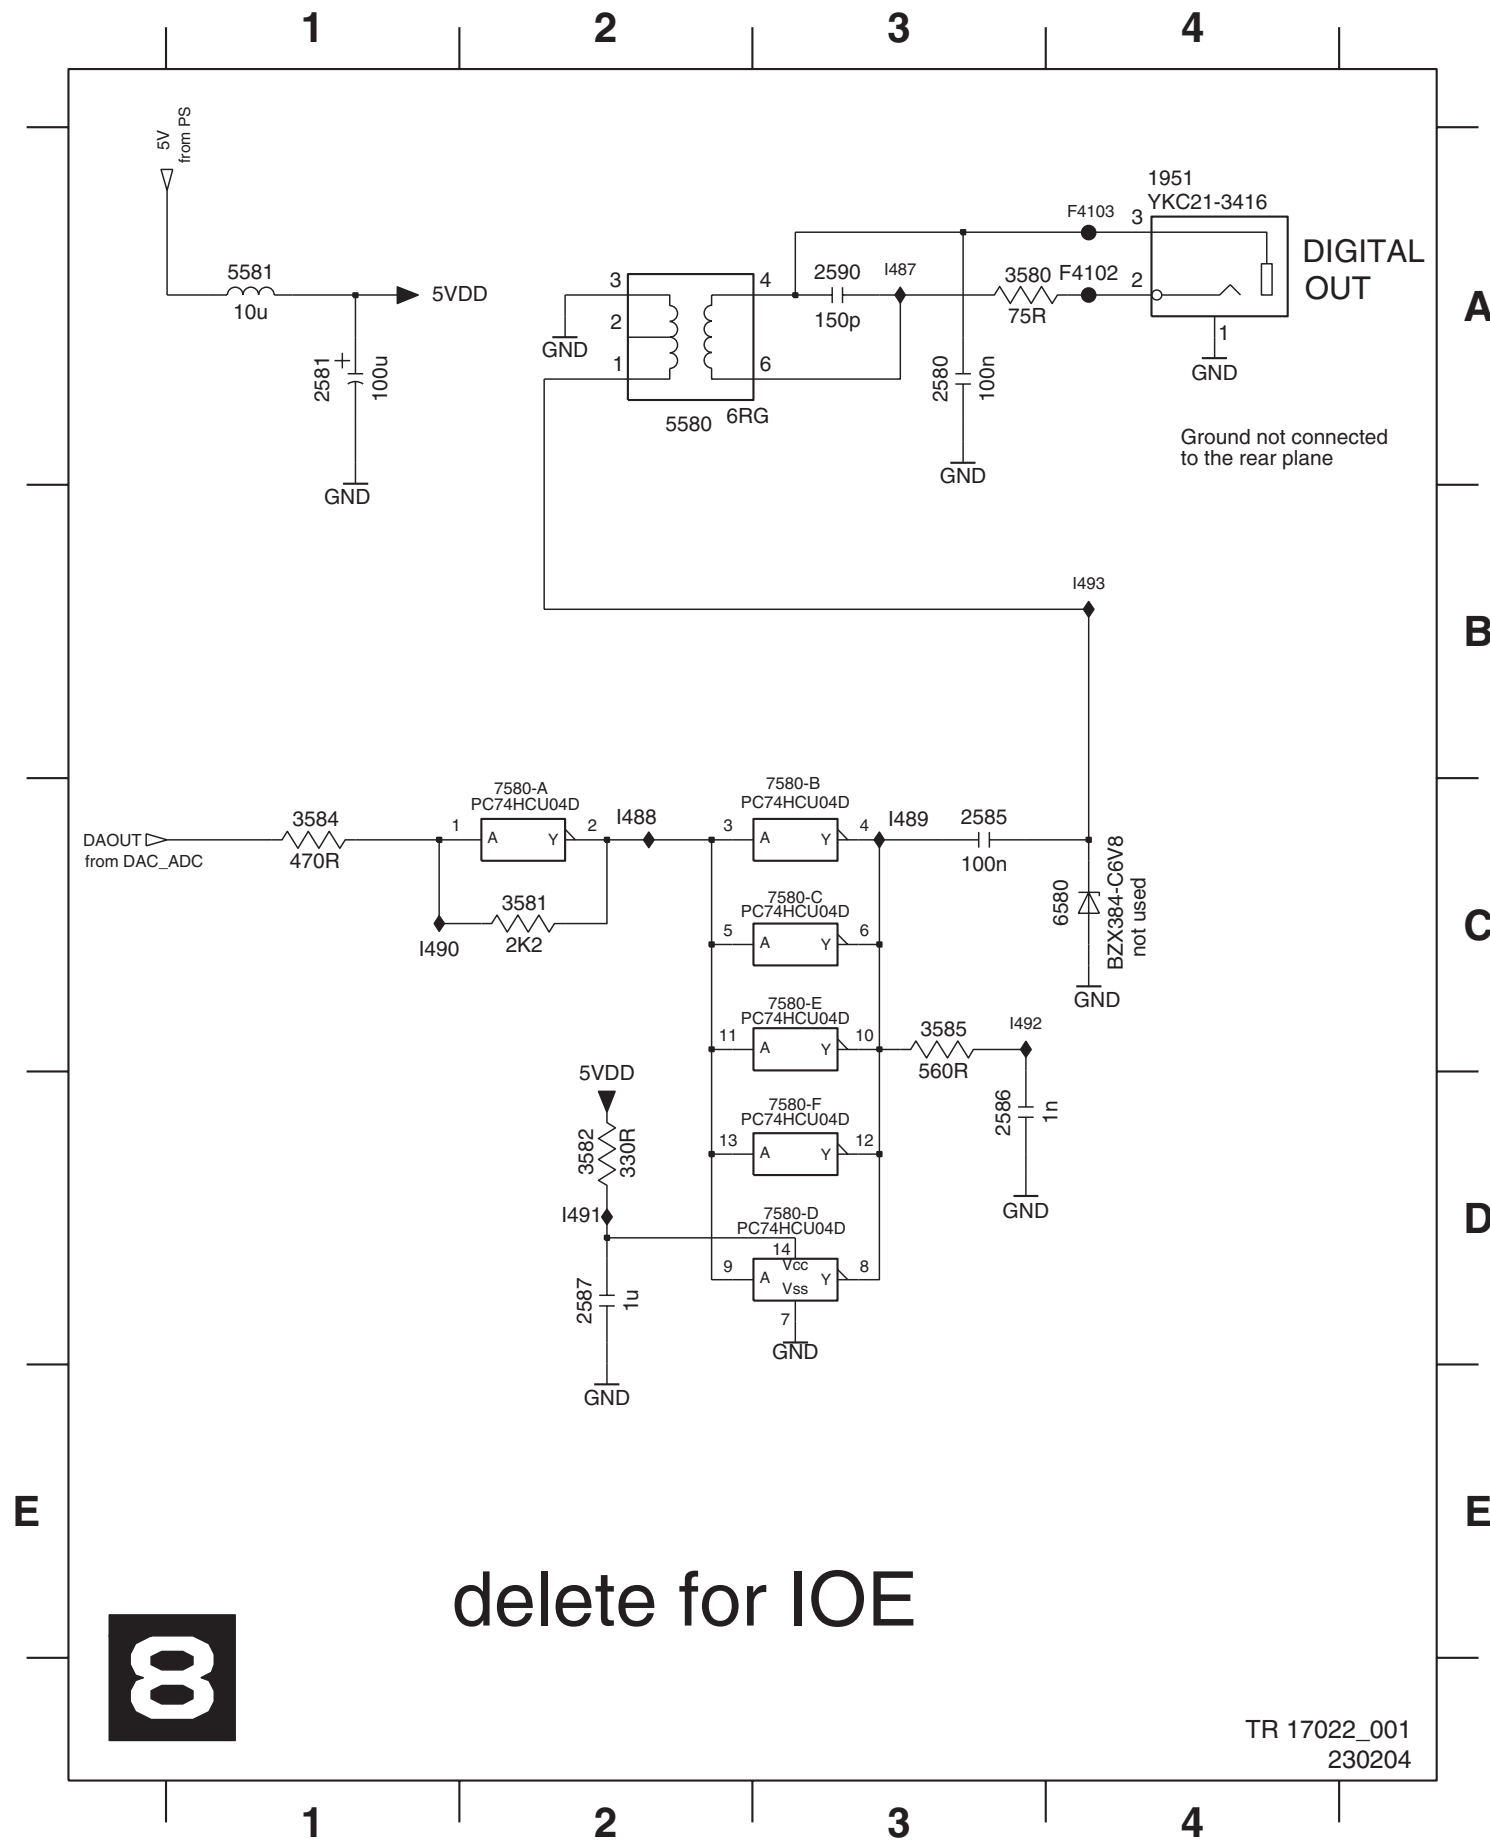 1 2 3 4
5V
from PS
5581
10u
5VDD
2581
+
100u
GND
3
2
1
GND
4
6
5580 6RG
2590
150p
I487
3580
75R
F4103
F4102
2580
100n
GND
1951
YKC21-3416
3
2
1
GND
DIGITAL
OUT
Ground not connected
to the rear plane
A
I493
B
DAOUT
from DAC_ADC
3584
470R
7580-A
PC74HCU04D
1 A Y 2
I488
3581
2K2
I490
7580-B
PC74HCU04D
3 A Y 4
I489
2585
100n
7580-C
PC74HCU04D
5 A Y 6
6580
BZX384-C6V8
not used
GND
C
7580-E
PC74HCU04D
11 A Y 10
3585
560R
I492
2586
1n
GND
5VDD
3582
330R
I491
2587
1u
GND
7580-F
PC74HCU04D
13 A Y 12
7580-D
PC74HCU04D
14
Vcc
9 A Y 8
Vss
7
GND
D
E E
delete for IOE
8
TR 17022_001
230204
1 2 3 4